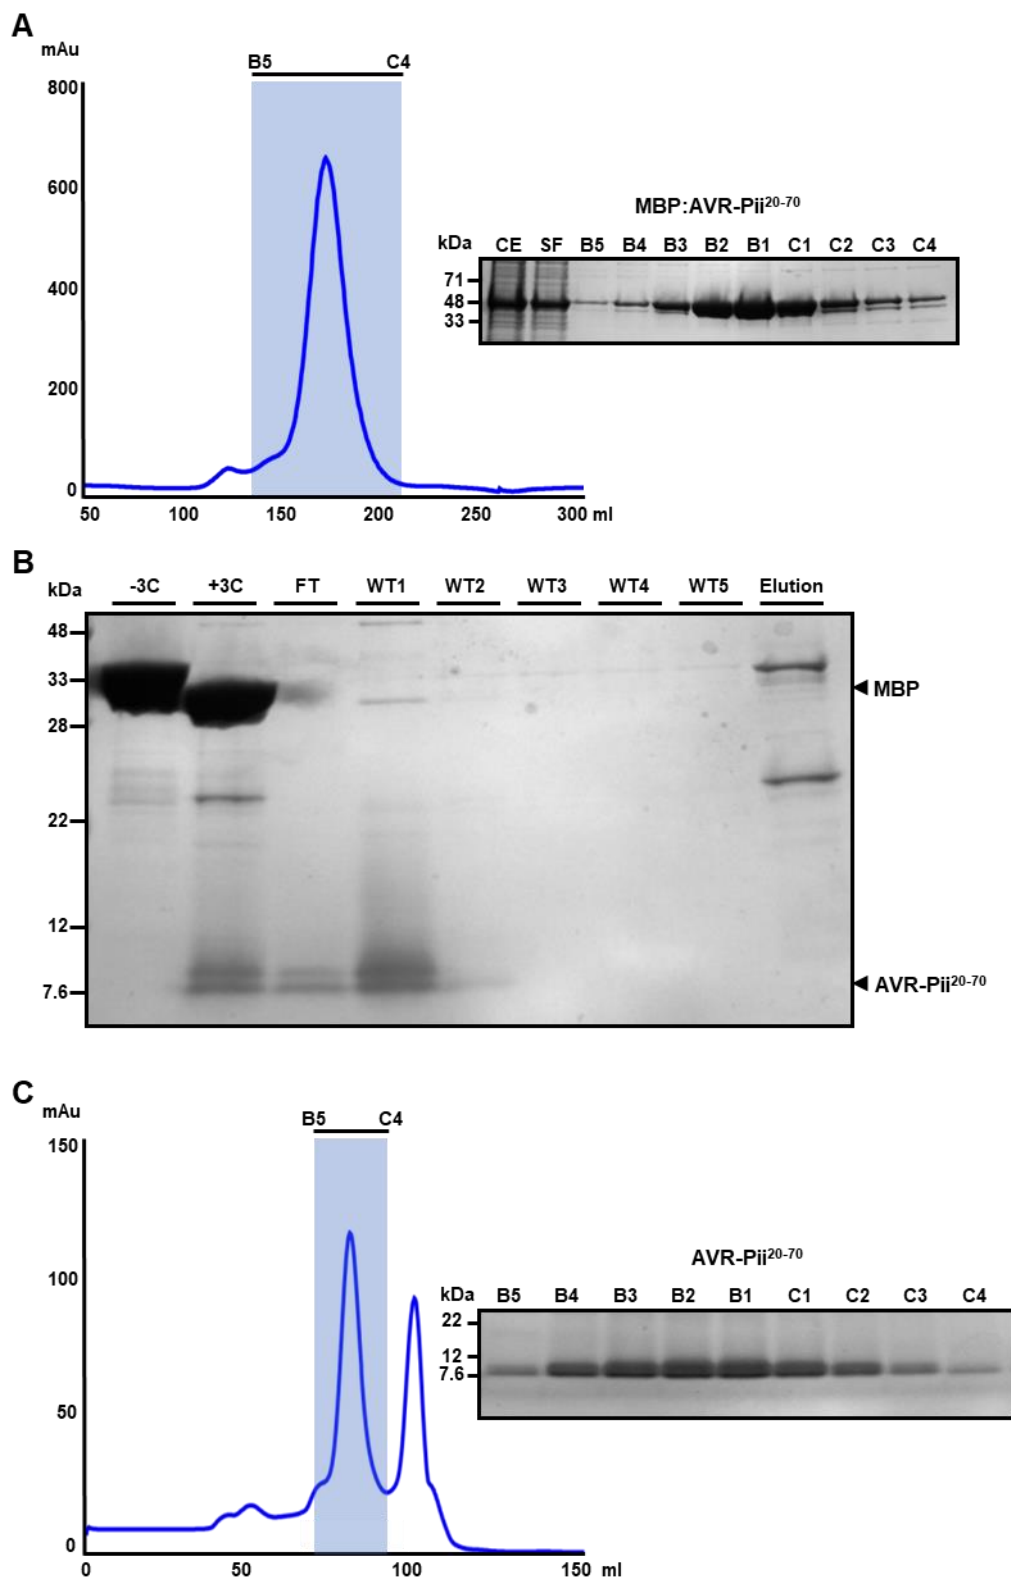 A
mAu
B5 C4
800
600
400
200
0
50 100 150 200 250 300 ml
MBP:AVR-Pii20-70
kDa CE SF B5 B4 B3 B2 B1 C1 C2 C3 C4
71
48
33
B
kDa -3C +3C FT WT1 WT2 WT3 WT4 WT5 Elution
48
33
MBP
28
22
12
7.6
AVR-Pii20-70
C
mAu
B5 C4
150
100
50
0
0 50 100 150 ml
AVR-Pii20-70
kDa B5 B4 B3 B2 B1 C1 C2 C3 C4
22
12
7.6